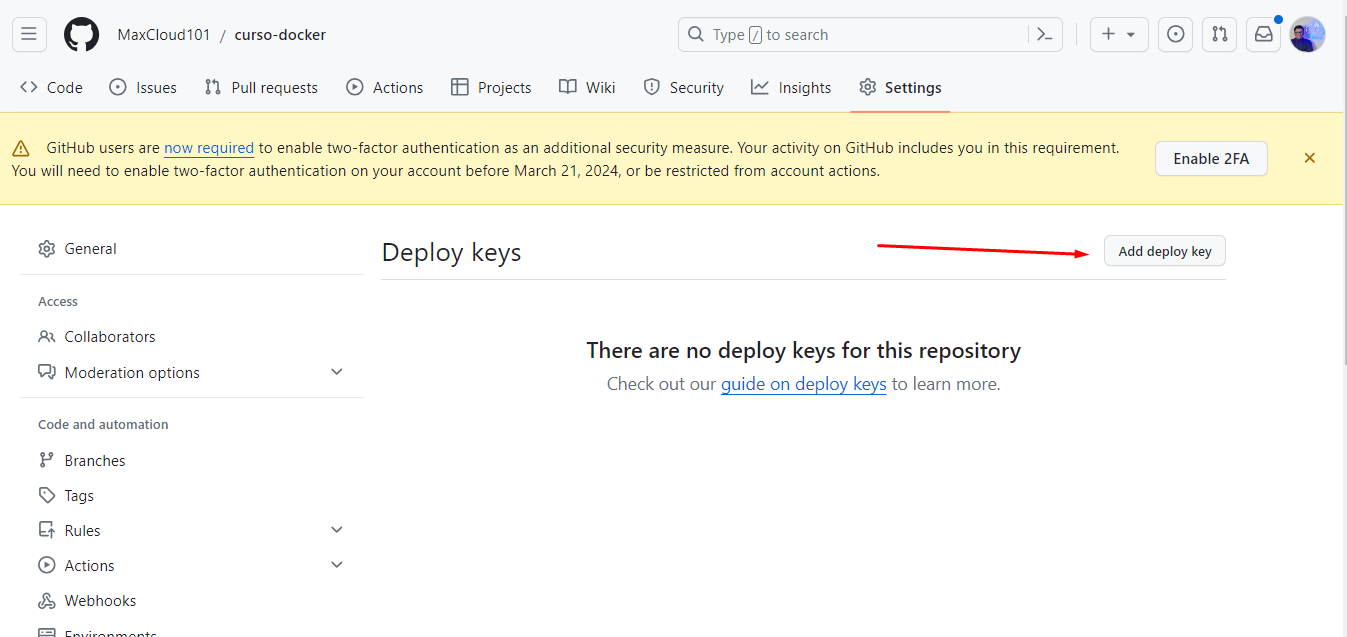 MaxCloud101 / curso-docker
Type / to search
Code Issues Pull requests Actions Projects Wiki Security Insights Settings
GitHub users are now required to enable two-factor authentication as an additional security measure. Your activity on GitHub includes you in this requirement.
You will need to enable two-factor authentication on your account before March 21, 2024, or be restricted from account actions.
Enable 2FA
General
Access
Collaborators
Moderation options
Code and automation
Branches
Tags
Rules
Actions
Webhooks
Environments
Deploy keys
Add deploy key
There are no deploy keys for this repository
Check out our guide on deploy keys to learn more.